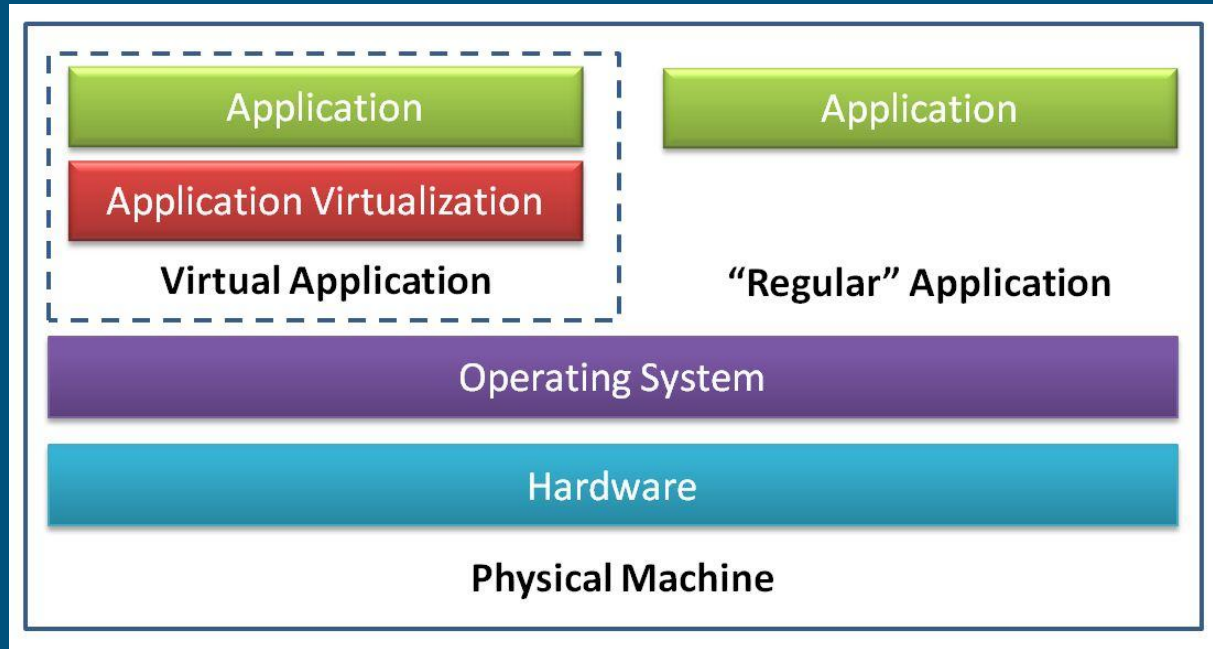 Application
Application
Application Virtualization
Virtual Application
“Regular” Application
Operating System
Hardware
Physical Machine